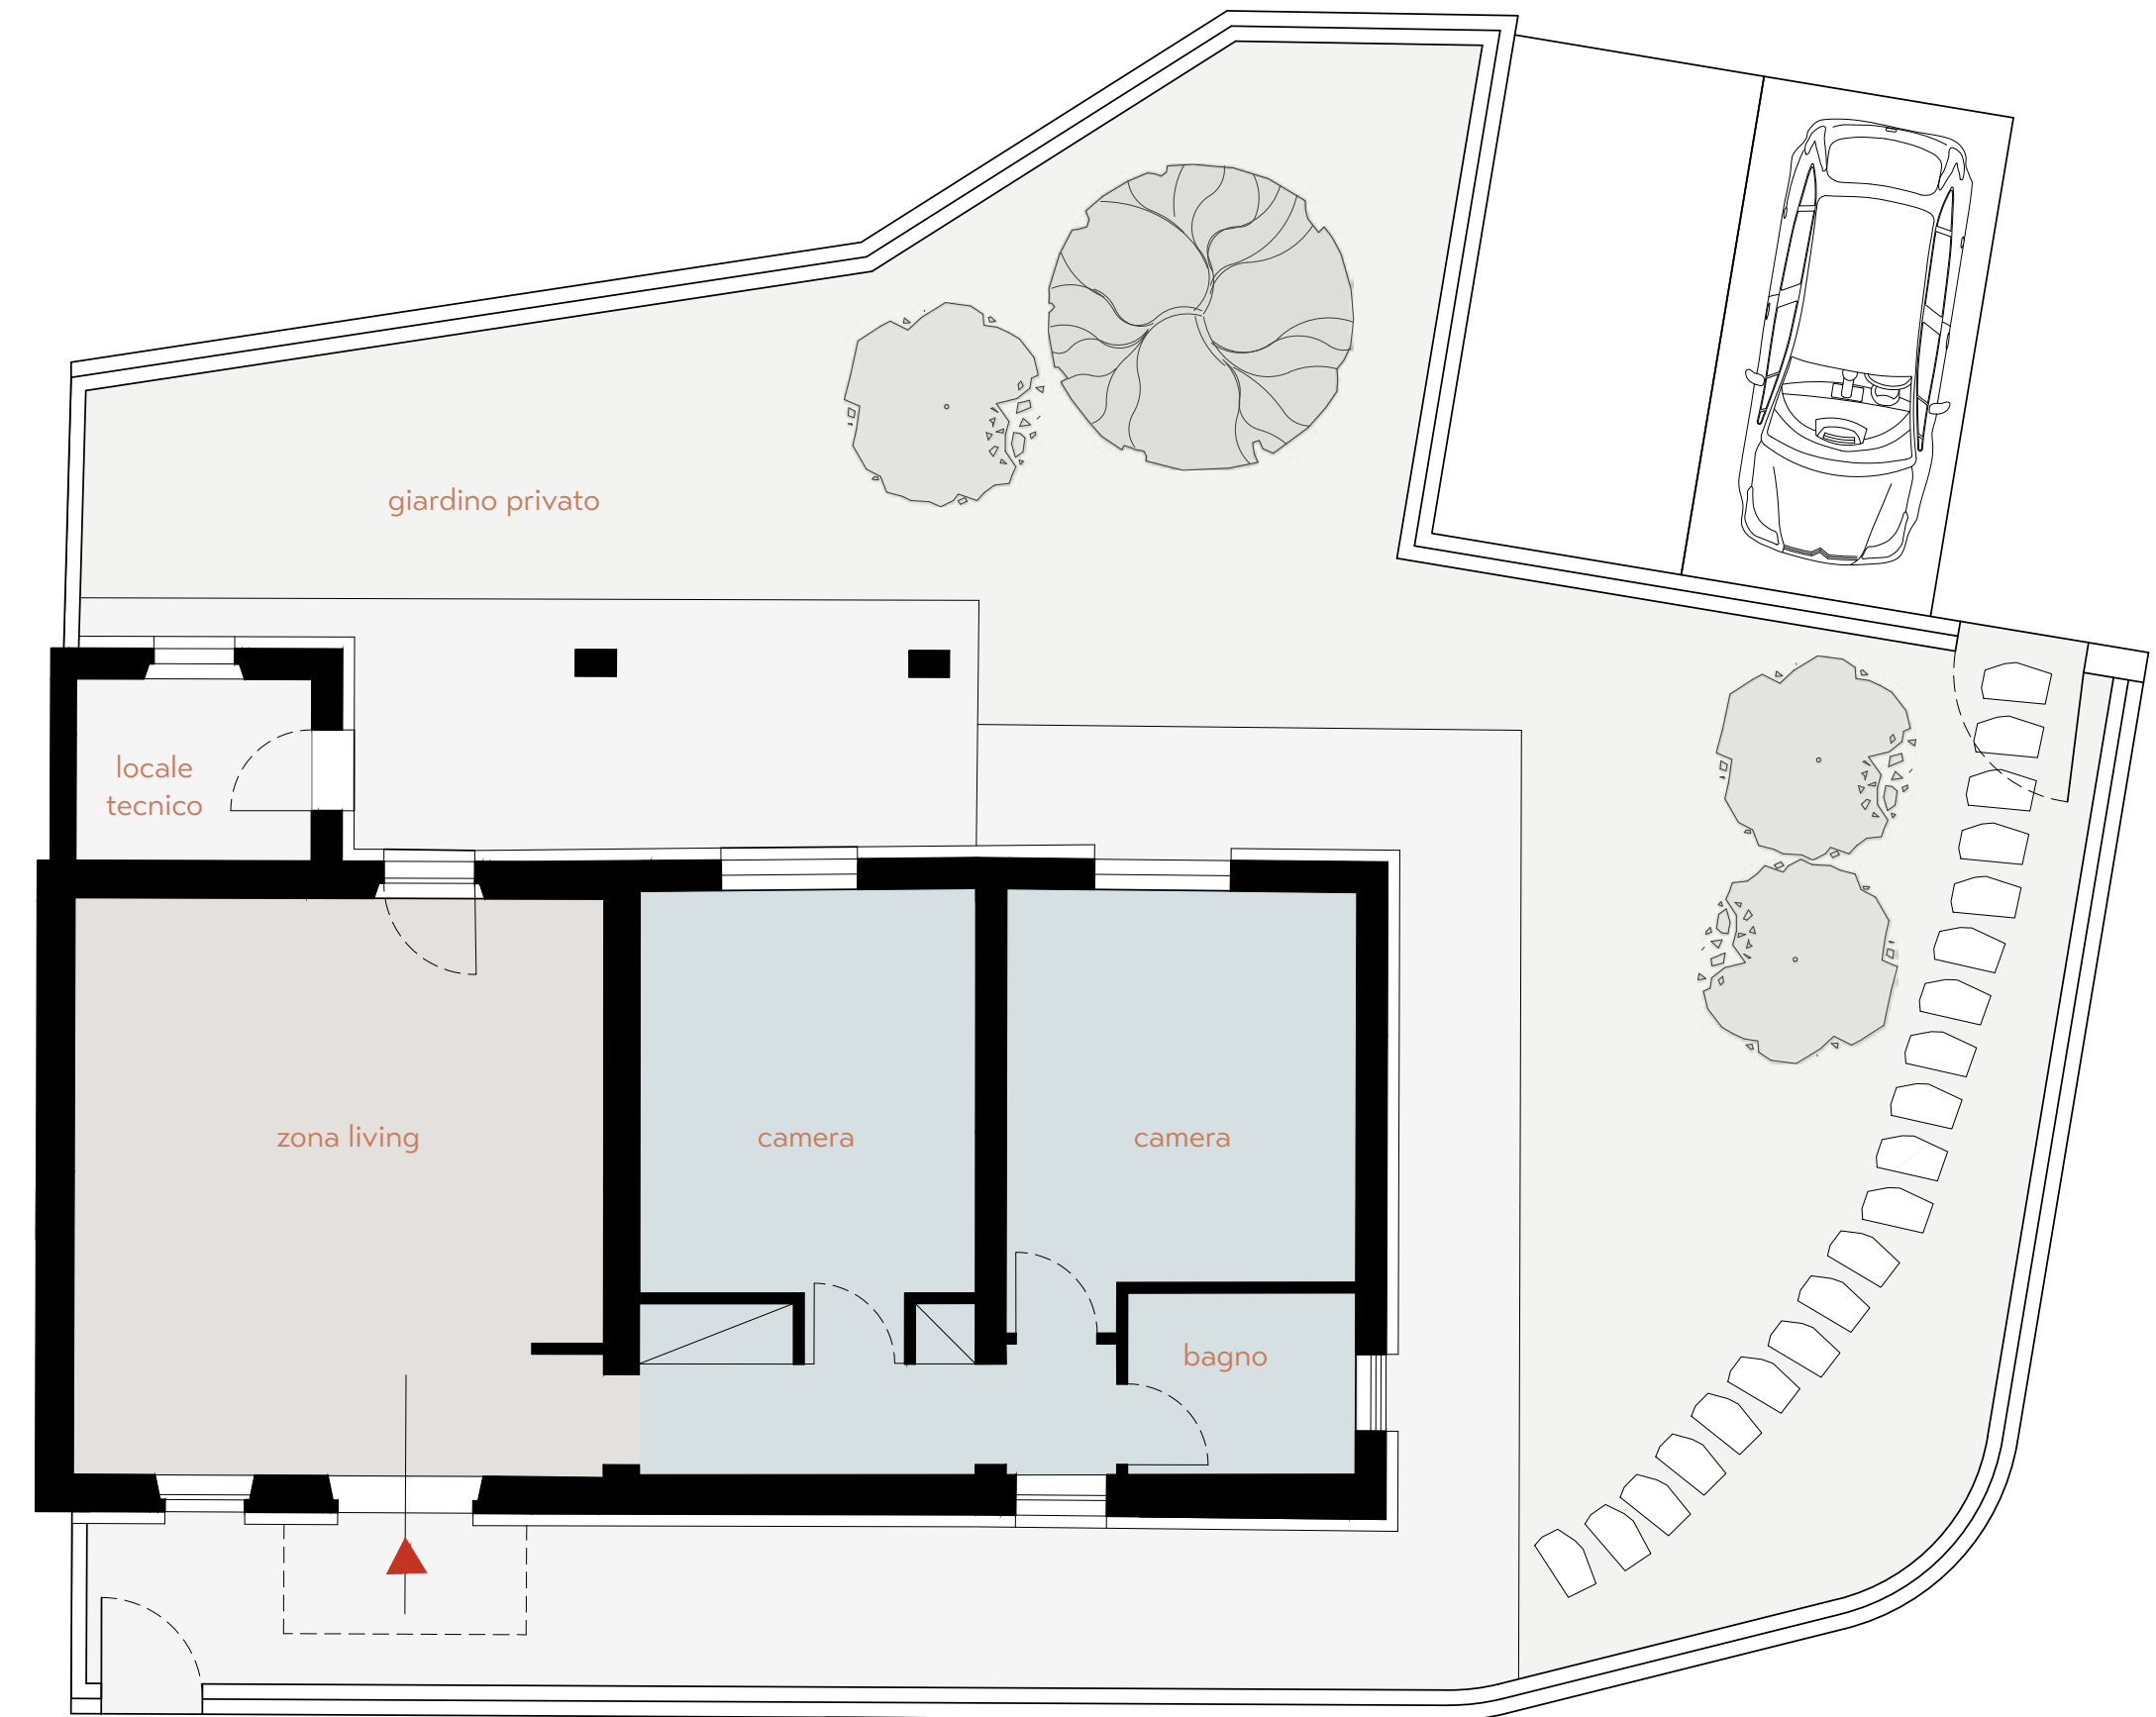 giardino privato
locale
tecnico
zona living
camera
camera
bagno